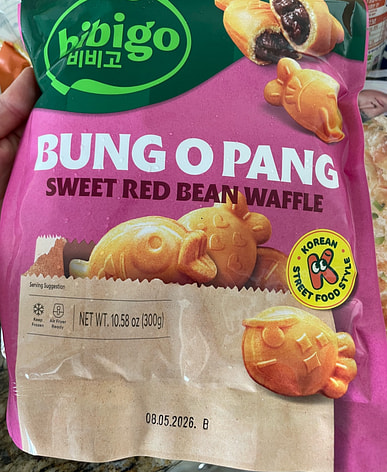 bibigo
비비고
BUNG O PANG
SWEET RED BEAN WAFFLE
KOREAN
K
STREET FOOD STYLE
Serving Suggestion
Keep Frozen
Air Fryer Ready
NET WT. 10.58 oz (300g)
08.05.2026. B